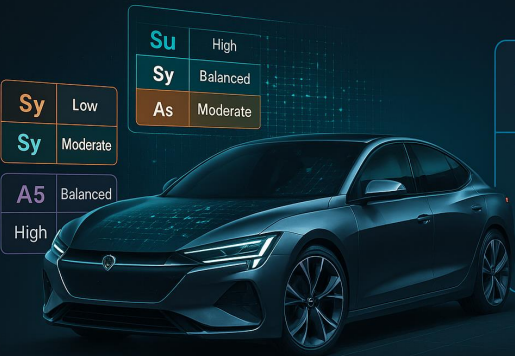 Su High
Sy Balanced
As Moderate
Sy Low
Sy Moderate
A5 Balanced
High